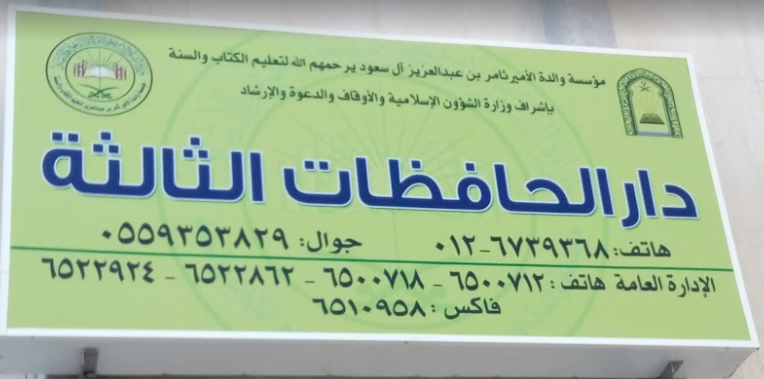 مؤسسة والدة الأمير ثامر بن عبدالعزيز آل سعود يرحمهم الله لتعليم الكتاب والسنة
بإشراف وزارة الشؤون الإسلامية والأوقاف والدعوة والإرشاد
دار الحافظات الثالثة
هاتف: ٦٧٣٩٣٦٨-٠١٢ جوال: ٠٥٥٩٣٥٣٨٢٩
الإدارة العامة هاتف: ٦٥٠٠٧١٢ - ٦٥٠٠٧١٨ - ٦٥٢٢٨٦٢ - ٦٥٢٢٩٢٤
فاكس: ٦٥١٠٩٥٨